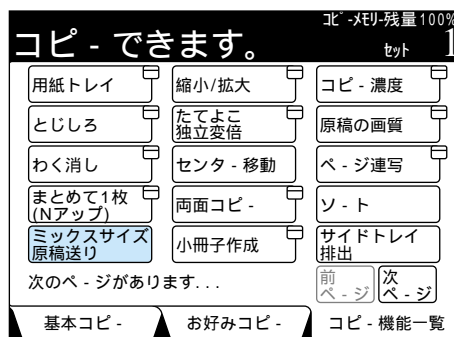 コピ-メモリ-残量100%
コピ-できます。
セット 1
用紙トレイ 縮小/拡大 コピ-濃度
とじしろ たてよこ
独立変倍 原稿の画質
わく消し センタ-移動 ペ-ジ連写
まとめて1枚
(Nアップ) 両面コピ- ソ-ト
ミックスサイズ
原稿送り 小冊子作成 サイドトレイ
排出
次のペ-ジがあります...
前
ペ-ジ 次
ペ-ジ
基本コピ- お好みコピ- コピ-機能一覧